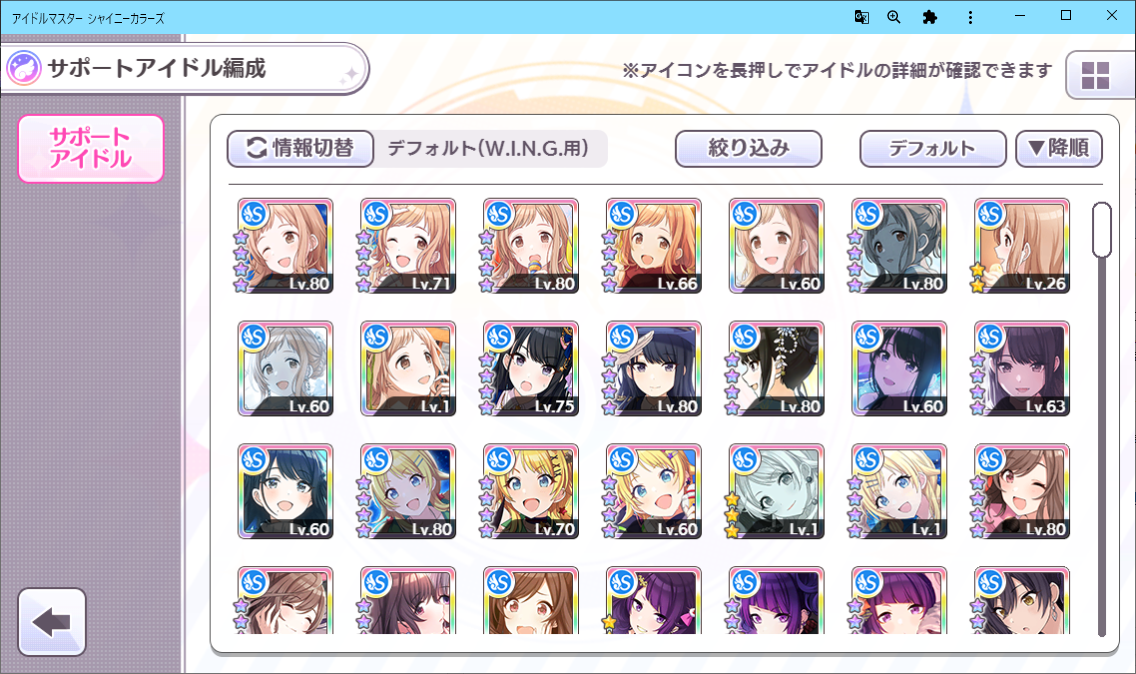 アイドルマスター シャイニーカラーズ
サポートアイドル編成
※アイコンを長押しでアイドルの詳細が確認できます
サポート
アイドル
情報切替
デフォルト(W.I.N.G.用)
絞り込み
デフォルト
▼降順
S S S S S S S
Lv.80 Lv.71 Lv.80 Lv.66 Lv.60 Lv.80 Lv.26
S S S S S S S
Lv.60 Lv.1 Lv.75 Lv.80 Lv.80 Lv.60 Lv.63
S S S S S S S
Lv.60 Lv.80 Lv.70 Lv.60 Lv.1 Lv.1 Lv.80
S S S S S S S